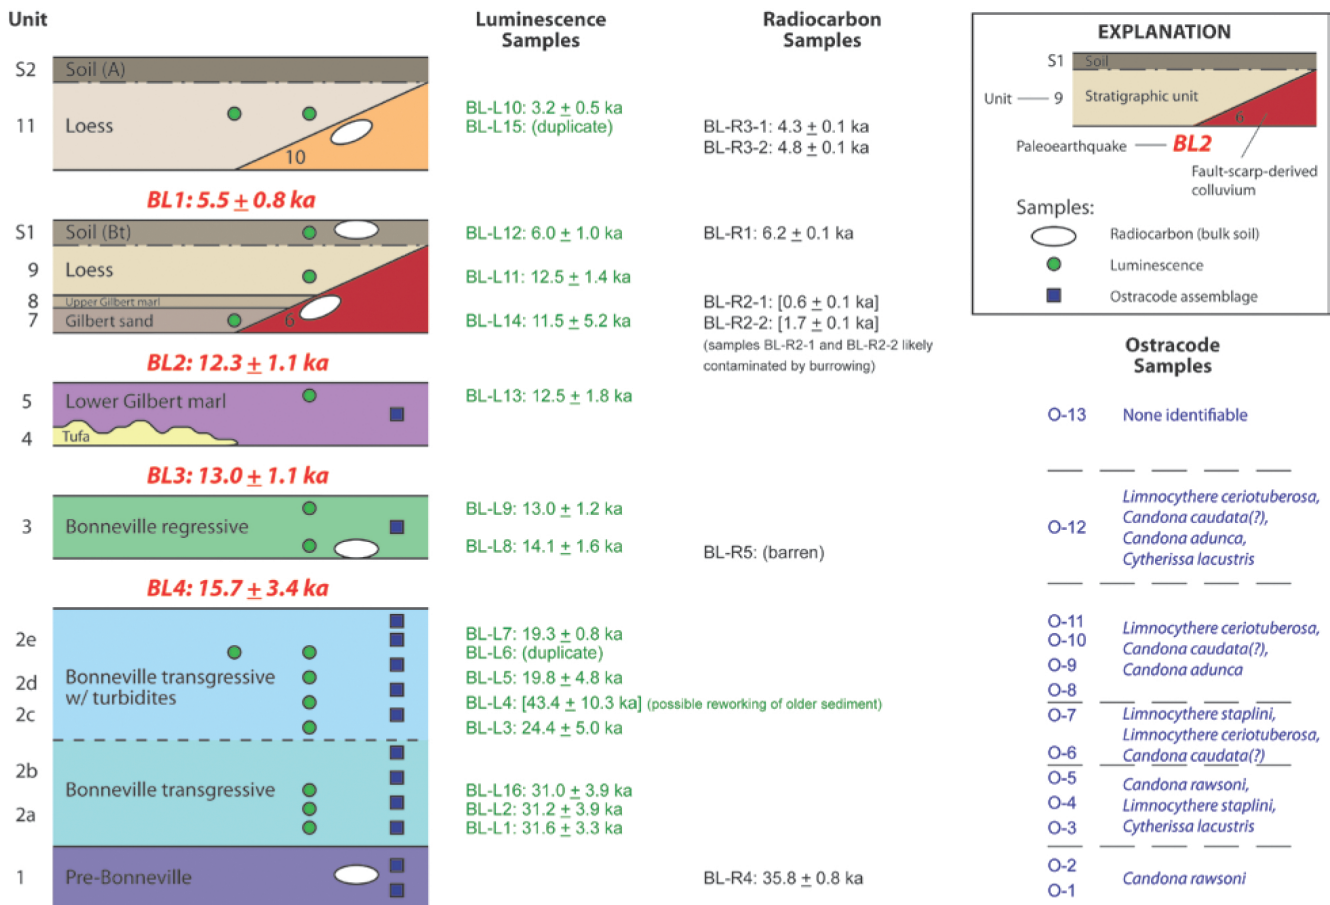 Unit
Luminescence
Samples
Radiocarbon
Samples
S2
Soil (A)
11
Loess
10
BL-L10: 3.2 ± 0.5 ka
BL-L15: (duplicate)
BL-R3-1: 4.3 ± 0.1 ka
BL-R3-2: 4.8 ± 0.1 ka
BL1: 5.5 ± 0.8 ka
S1
Soil (Bt)
9
Loess
8
Upper Gilbert marl
7
Gilbert sand
6
BL-L12: 6.0 ± 1.0 ka
BL-L11: 12.5 ± 1.4 ka
BL-L14: 11.5 ± 5.2 ka
BL-R1: 6.2 ± 0.1 ka
BL-R2-1: [0.6 ± 0.1 ka]
BL-R2-2: [1.7 ± 0.1 ka]
(samples BL-R2-1 and BL-R2-2 likely
contaminated by burrowing)
BL2: 12.3 ± 1.1 ka
5
Lower Gilbert marl
4
Tufa
BL-L13: 12.5 ± 1.8 ka
BL3: 13.0 ± 1.1 ka
3
Bonneville regressive
BL-L9: 13.0 ± 1.2 ka
BL-L8: 14.1 ± 1.6 ka
BL-R5: (barren)
BL4: 15.7 ± 3.4 ka
2e
2d
2c
Bonneville transgressive
w/ turbidites
BL-L7: 19.3 ± 0.8 ka
BL-L6: (duplicate)
BL-L5: 19.8 ± 4.8 ka
BL-L4: [43.4 ± 10.3 ka] (possible reworking of older sediment)
BL-L3: 24.4 ± 5.0 ka
2b
2a
Bonneville transgressive
BL-L16: 31.0 ± 3.9 ka
BL-L2: 31.2 ± 3.9 ka
BL-L1: 31.6 ± 3.3 ka
1
Pre-Bonneville
BL-R4: 35.8 ± 0.8 ka
EXPLANATION
S1
Soil
Unit
9
Stratigraphic unit
6
Paleoearthquake
BL2
Fault-scarp-derived
colluvium
Samples:
Radiocarbon (bulk soil)
Luminescence
Ostracode assemblage
Ostracode
Samples
O-13
None identifiable
O-12
Limnocythere ceriotuberosa,
Candona caudata(?),
Candona adunca,
Cytherissa lacustris
O-11
O-10
O-9
O-8
Limnocythere ceriotuberosa,
Candona caudata(?),
Candona adunca
O-7
O-6
Limnocythere staplini,
Limnocythere ceriotuberosa,
Candona caudata(?)
O-5
O-4
O-3
Candona rawsoni,
Limnocythere staplini,
Cytherissa lacustris
O-2
O-1
Candona rawsoni